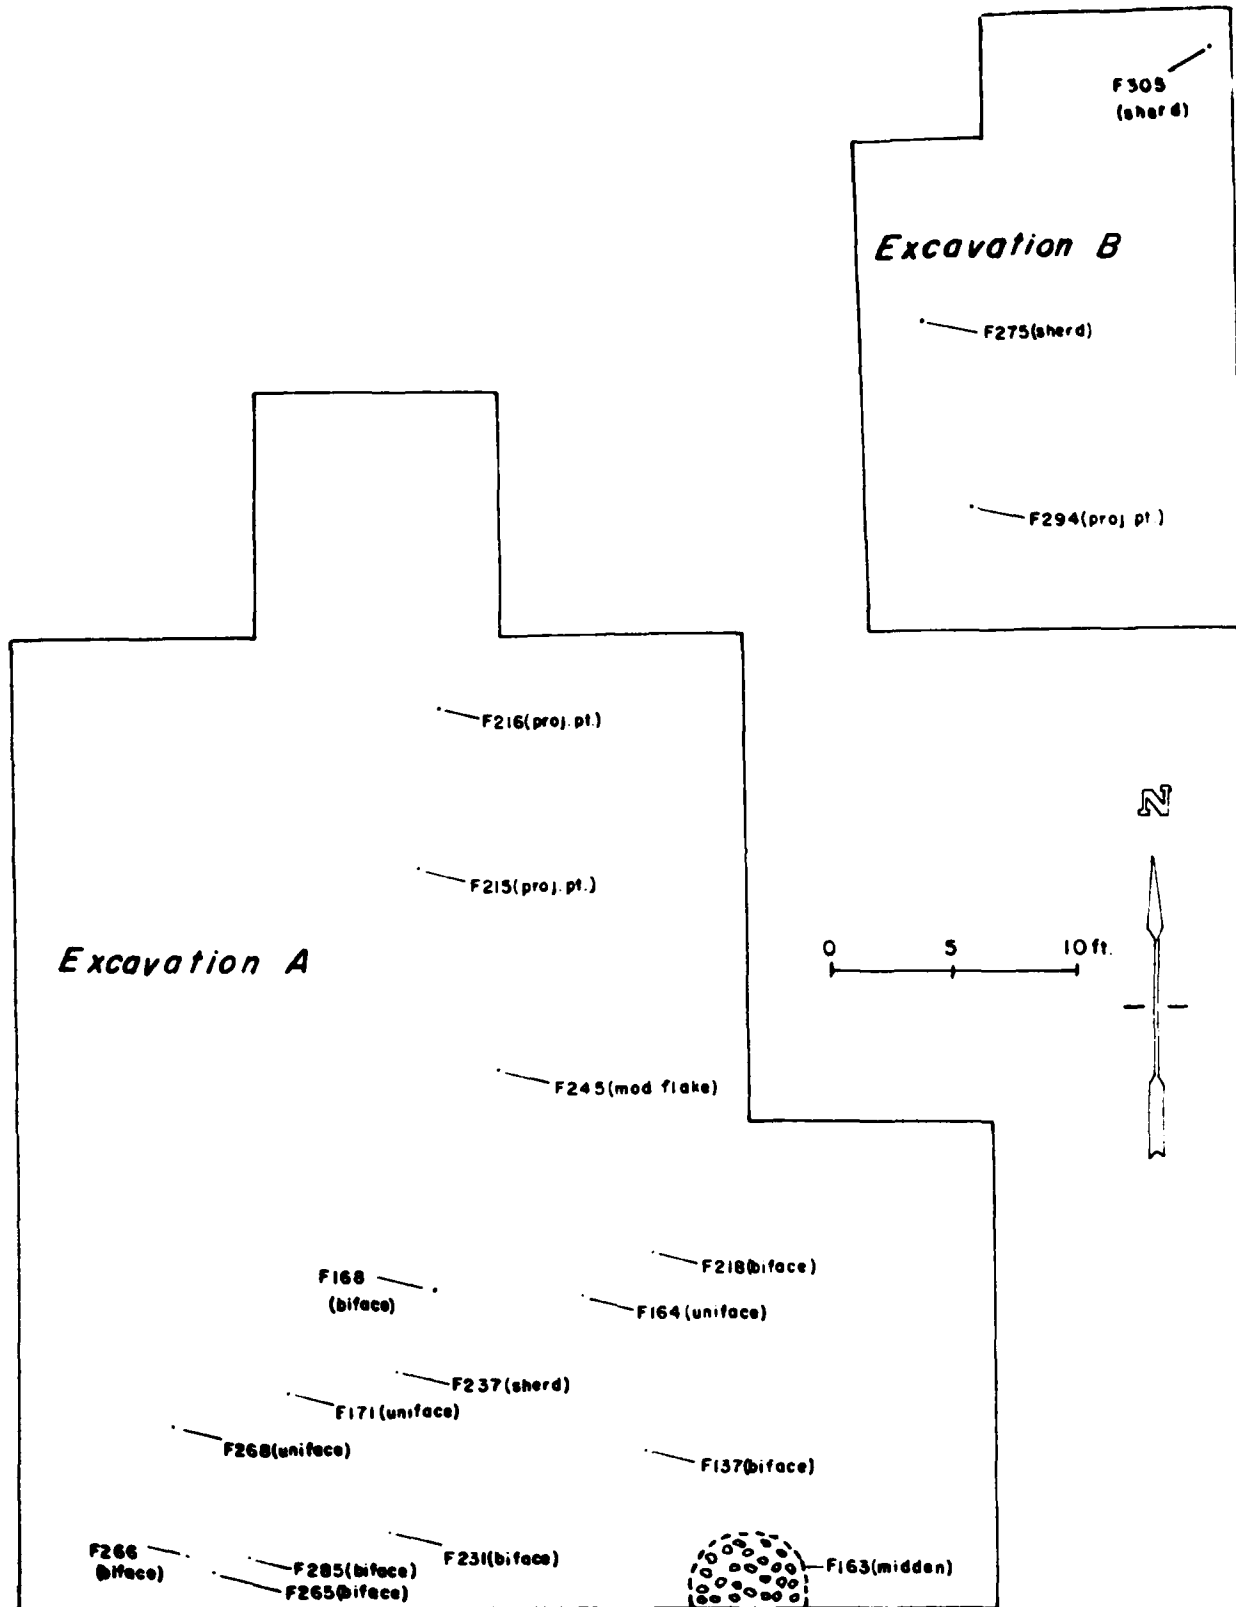 F305
(sherd)
Excavation B
F275(sherd)
F294(proj. pt.)
F216(proj. pt.)
N
F215(proj. pt.)
Excavation A
0 5 10 ft.
F245(mod flake)
F218(biface)
F168
(biface)
F164(uniface)
F237(sherd)
F171(uniface)
F268(uniface)
F137(biface)
F266
(biface)
F231(biface)
F285(biface)
F163(midden)
F265(biface)